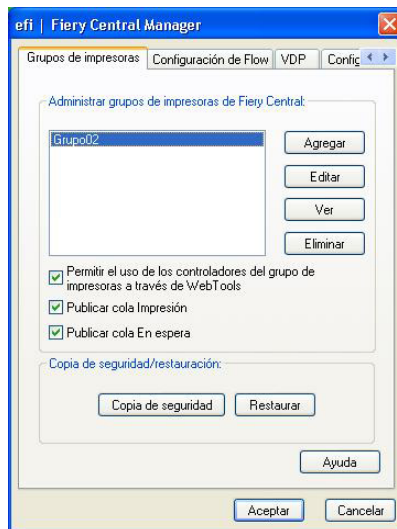 efi | Fiery Central Manager
Grupos de impresoras
Configuración de Flow
VDP
Config
Administrar grupos de impresoras de Fiery Central:
Grupo02
Agregar
Editar
Ver
Eliminar
Permitir el uso de los controladores del grupo de
impresoras a través de WebTools
Publicar cola Impresión
Publicar cola En espera
Copia de seguridad/restauración:
Copia de seguridad
Restaurar
Ayuda
Aceptar
Cancelar